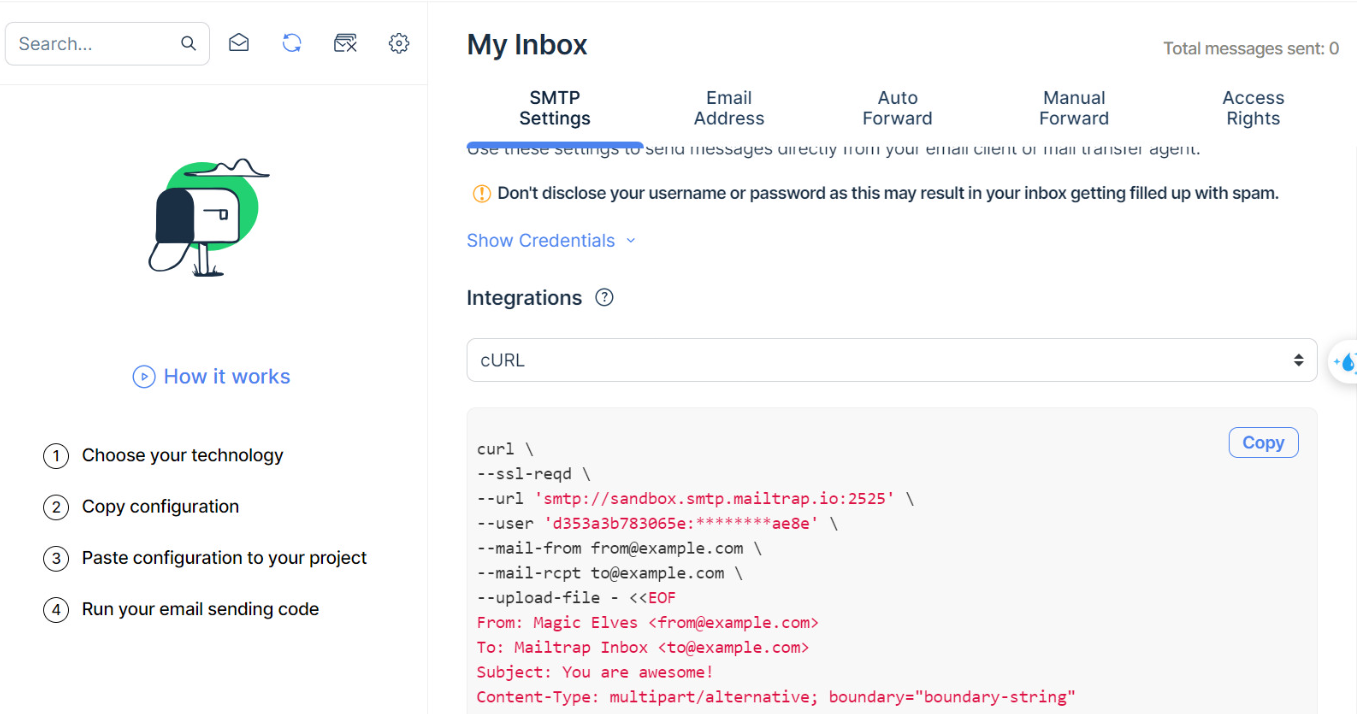 Search...
My Inbox
Total messages sent: 0
SMTP
Settings
Email
Address
Auto
Forward
Manual
Forward
Access
Rights
Use these settings to send messages directly from your email client or mail transfer agent.
Don't disclose your username or password as this may result in your inbox getting filled up with spam.
Show Credentials
Integrations ?
cURL
How it works
1 Choose your technology
2 Copy configuration
3 Paste configuration to your project
4 Run your email sending code
Copy
curl \
--ssl-reqd \
--url 'smtp://sandbox.smtp.mailtrap.io:2525' \
--user 'd353a3b783065e:********ae8e' \
--mail-from from@example.com \
--mail-rcpt to@example.com \
--upload-file - <<EOF
From: Magic Elves <from@example.com>
To: Mailtrap Inbox <to@example.com>
Subject: You are awesome!
Content-Type: multipart/alternative; boundary="boundary-string"